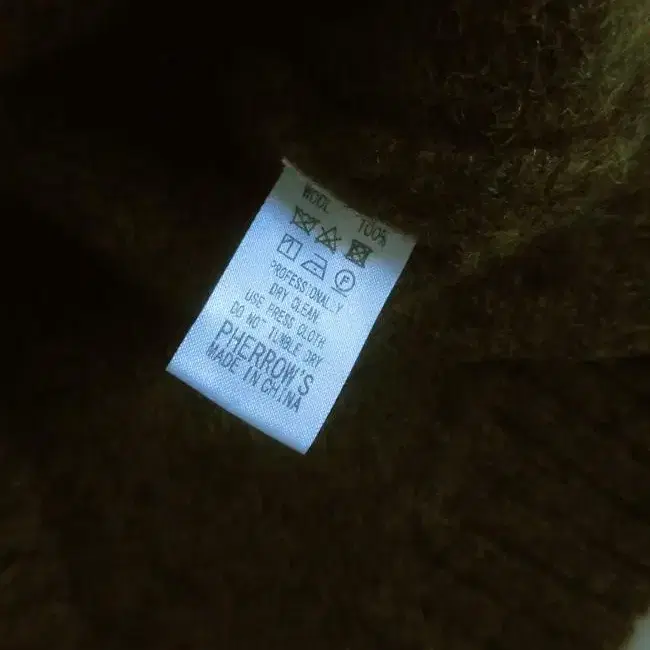 WOOL 100%
F
PROFESSIONALLY
DRY CLEAN.
USE PRESS CLOTH
DO NOT TUMBLE DRY
PHERROW'S
MADE IN CHINA